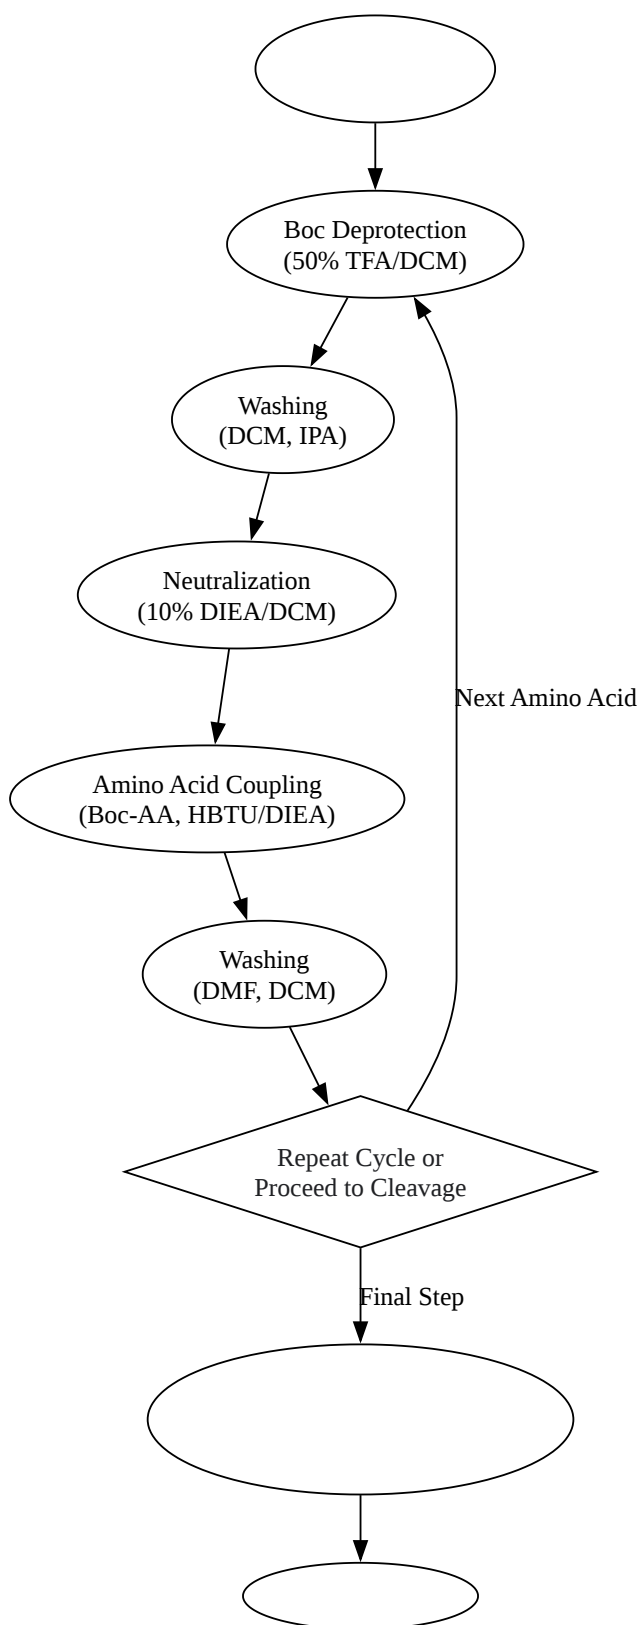 Boc Deprotection
(50% TFA/DCM)
Washing
(DCM, IPA)
Neutralization
(10% DIEA/DCM)
Next Amino Acid
Amino Acid Coupling
(Boc-AA, HBTU/DIEA)
Washing
(DMF, DCM)
Repeat Cycle or
Proceed to Cleavage
Final Step